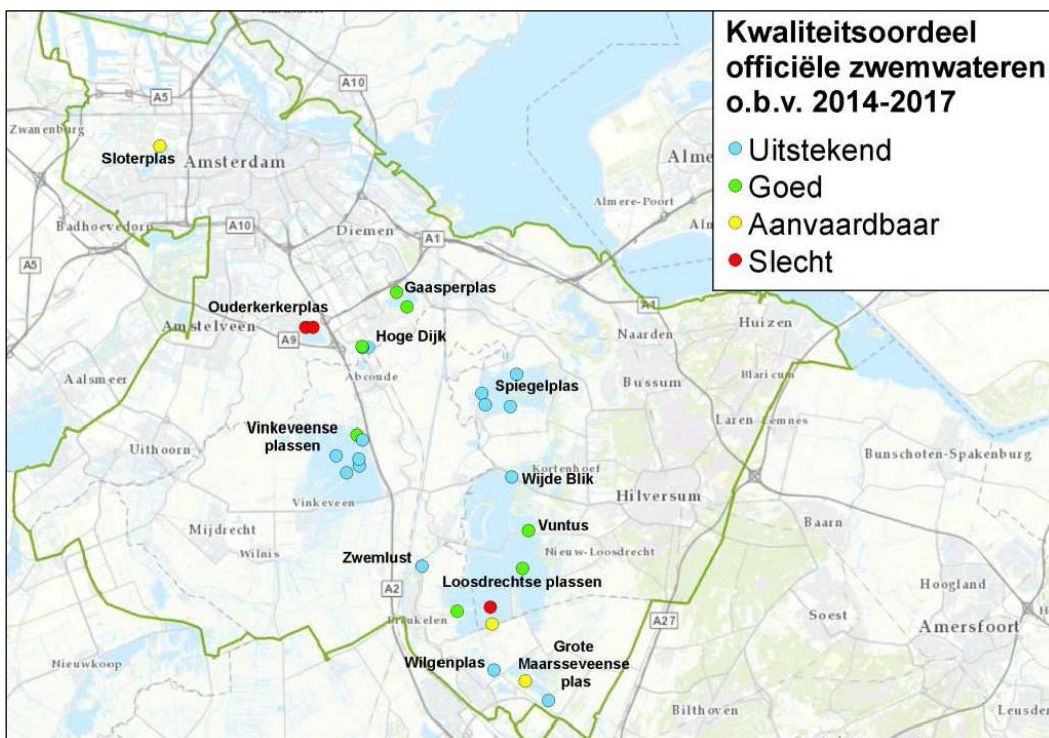 Kwaliteitsoordeel
officiële zwemwateren
o.b.v. 2014-2017
Uitstekend
Goed
Aanvaardbaar
Slecht
A10
A5
Zwanenburg
Sloterplas
Amsterdam
Almere-Poort
Badhoevedorp
A10
Diemen
A1
A5
Gaasperplas
Ouderkerkerplas
Amstelveen
A9
Hoge Dijk
A1
Huizen
Naarden
Abcoude
Aalsmeer
Spiegelplas
Bussum
Blaricum
Laren
Eemnes
Vinkeveense
plassen
Uithoorn
Bunschoten-Spakenburg
Kortenhoef
Wijde Blik
Hilversum
Vinkeveen
Mijdrecht
Vuntus
Baarn
Wilnis
Zwemlust
Nieuw-Loosdrecht
Loosdrechtse plassen
Hoogland
A2
Soest
A27
Amersfoort
Nieuwkoop
Wilgenplas
Grote
Maarsseveense
plas
Bilthoven
Zeist